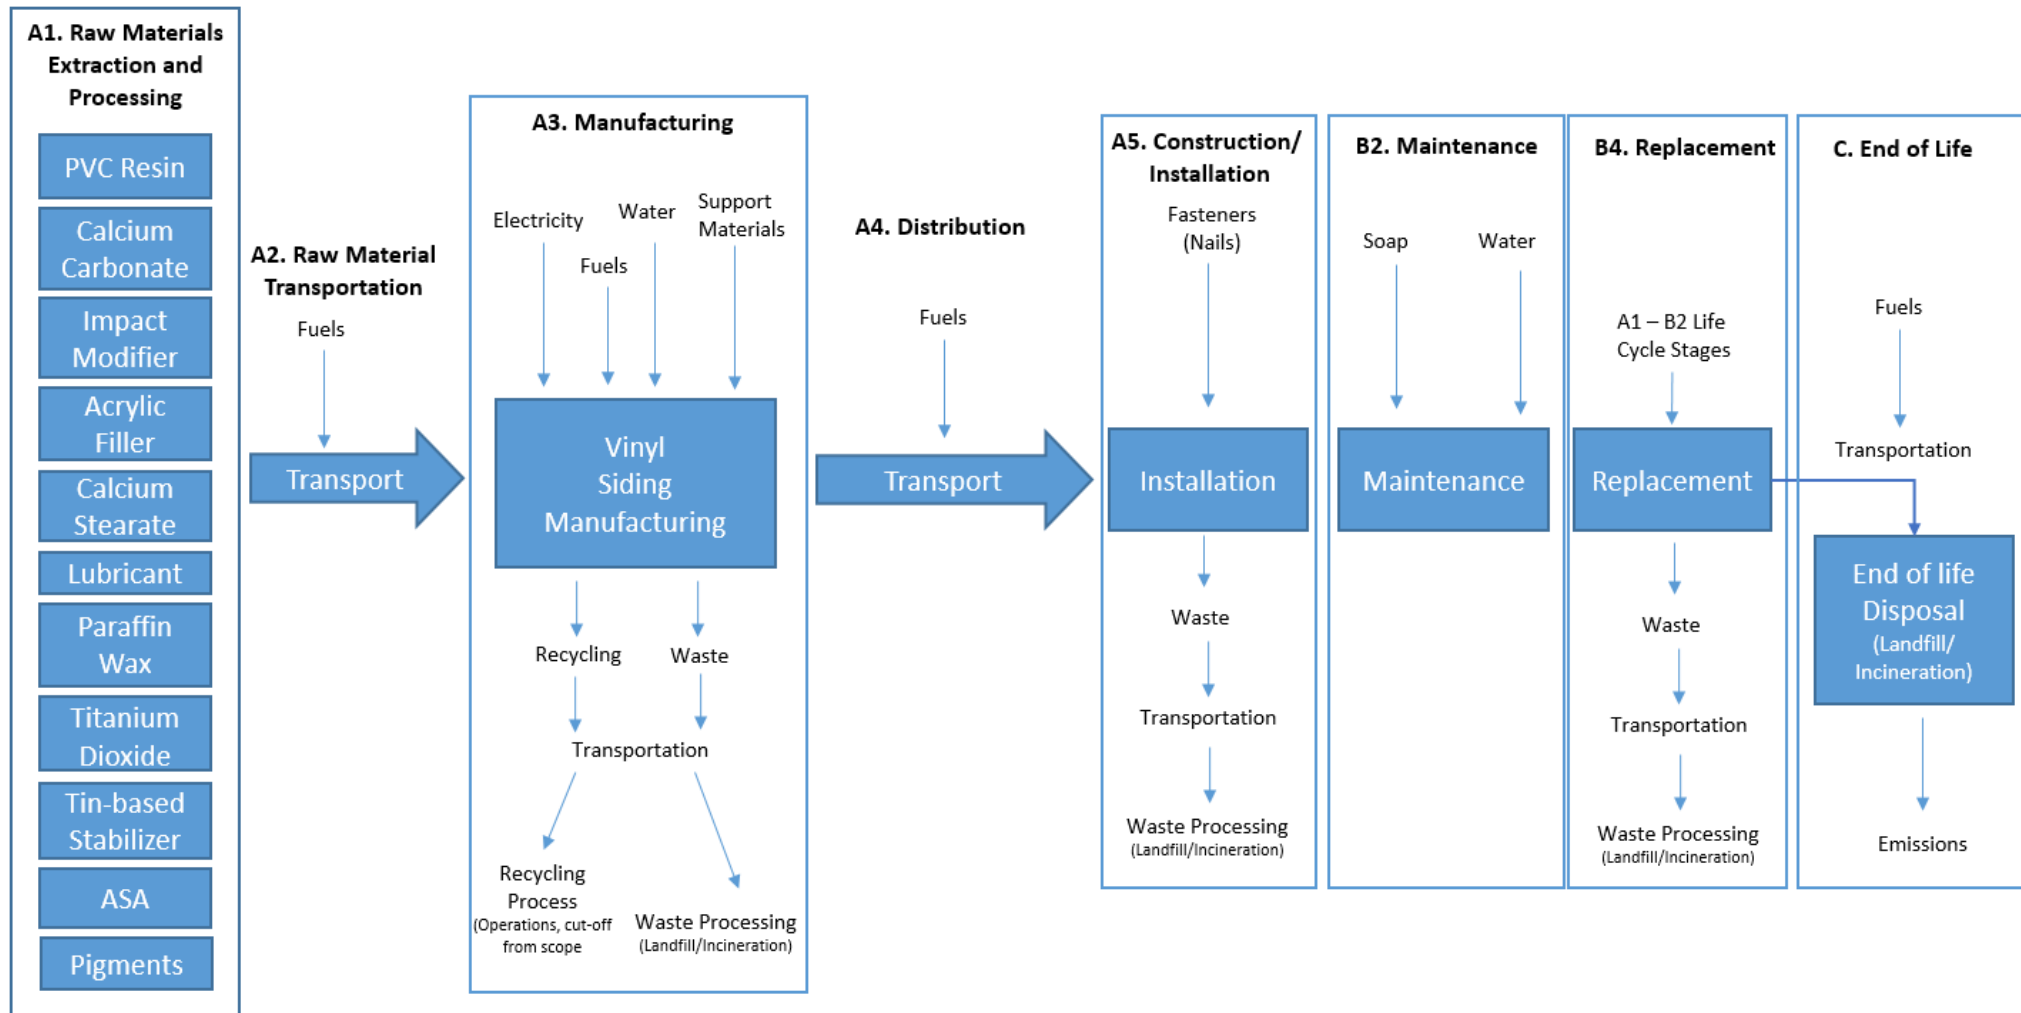 A1. Raw Materials
Extraction and
Processing
PVC Resin
Calcium
Carbonate
Impact
Modifier
Acrylic
Filler
Calcium
Stearate
Lubricant
Paraffin
Wax
Titanium
Dioxide
Tin-based
Stabilizer
ASA
Pigments
A2. Raw Material
Transportation
Fuels
Transport
A3. Manufacturing
Electricity
Fuels
Water
Support
Materials
Vinyl
Siding
Manufacturing
Recycling
Waste
Transportation
Recycling
Process
(Operations, cut-off
from scope
Waste Processing
(Landfill/Incineration)
A4. Distribution
Fuels
Transport
A5. Construction/
Installation
Fasteners
(Nails)
Installation
Waste
Transportation
Waste Processing
(Landfill/Incineration)
B2. Maintenance
Soap
Water
Maintenance
B4. Replacement
A1 – B2 Life
Cycle Stages
Replacement
Waste
Transportation
Waste Processing
(Landfill/Incineration)
C. End of Life
Fuels
Transportation
End of life
Disposal
(Landfill/
Incineration)
Emissions